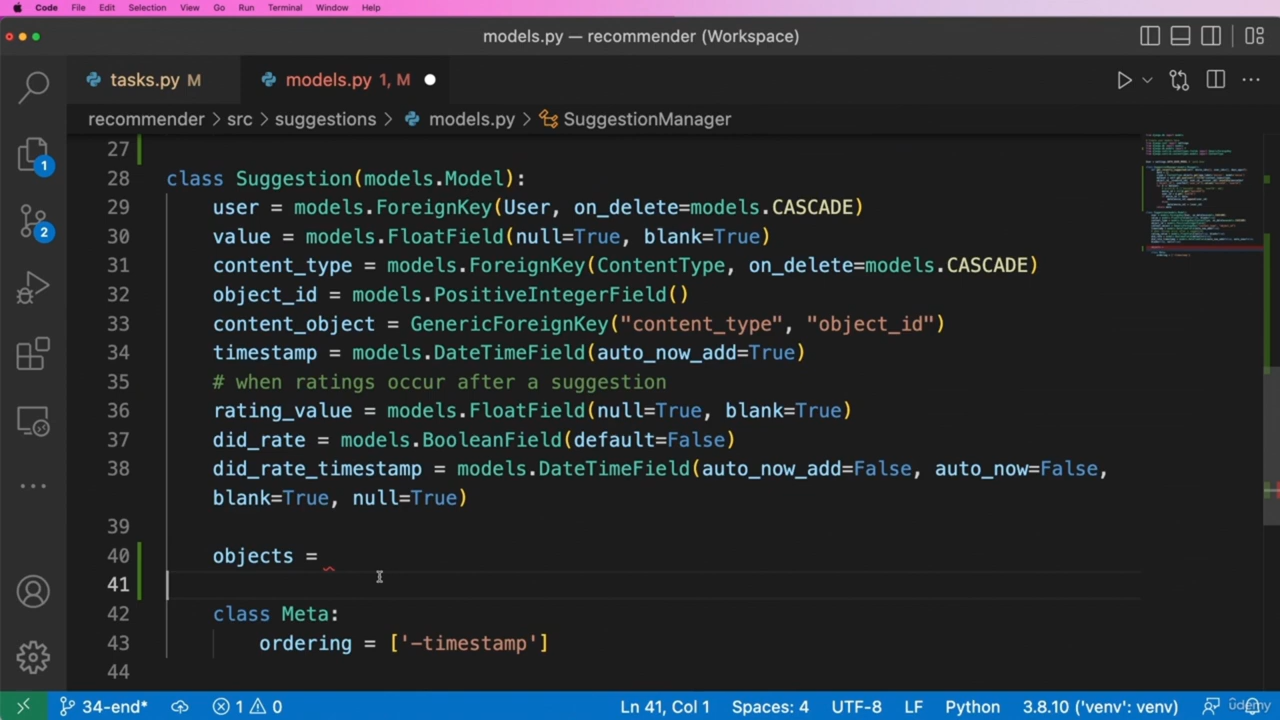 Code File Edit Selection View Go Run Terminal Window Help
models.py — recommender (Workspace)
tasks.py M models.py 1, M
recommender > src > suggestions > models.py > SuggestionManager
27
28 class Suggestion(models.Model):
29 user = models.ForeignKey(User, on_delete=models.CASCADE)
30 value = models.FloatField(null=True, blank=True)
31 content_type = models.ForeignKey(ContentType, on_delete=models.CASCADE)
32 object_id = models.PositiveIntegerField()
33 content_object = GenericForeignKey("content_type", "object_id")
34 timestamp = models.DateTimeField(auto_now_add=True)
35 # when ratings occur after a suggestion
36 rating_value = models.FloatField(null=True, blank=True)
37 did_rate = models.BooleanField(default=False)
38 did_rate_timestamp = models.DateTimeField(auto_now_add=False, auto_now=False,
blank=True, null=True)
39
40 objects =
41
42 class Meta:
43 ordering = ['-timestamp']
44
1
2
34-end* 1 0 Ln 41, Col 1 Spaces: 4 UTF-8 LF Python 3.8.10 ('venv': venv)
udemy